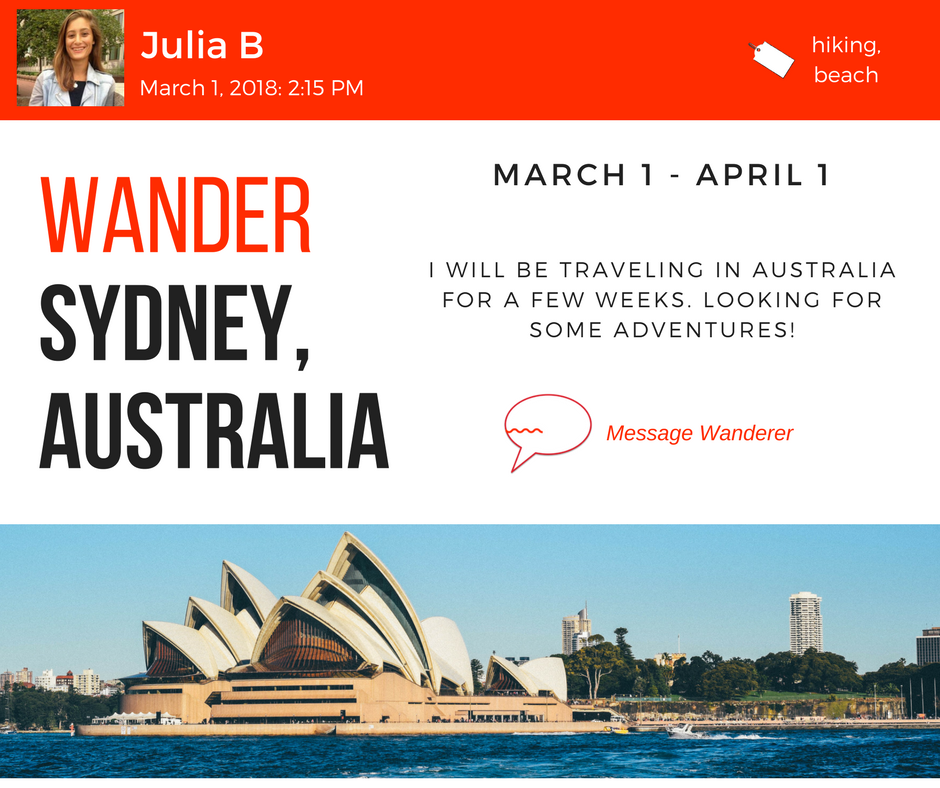 Julia B
March 1, 2018: 2:15 PM
hiking,
beach
WANDER
SYDNEY,
AUSTRALIA
MARCH 1 - APRIL 1
I WILL BE TRAVELING IN AUSTRALIA
FOR A FEW WEEKS. LOOKING FOR
SOME ADVENTURES!
Message Wanderer